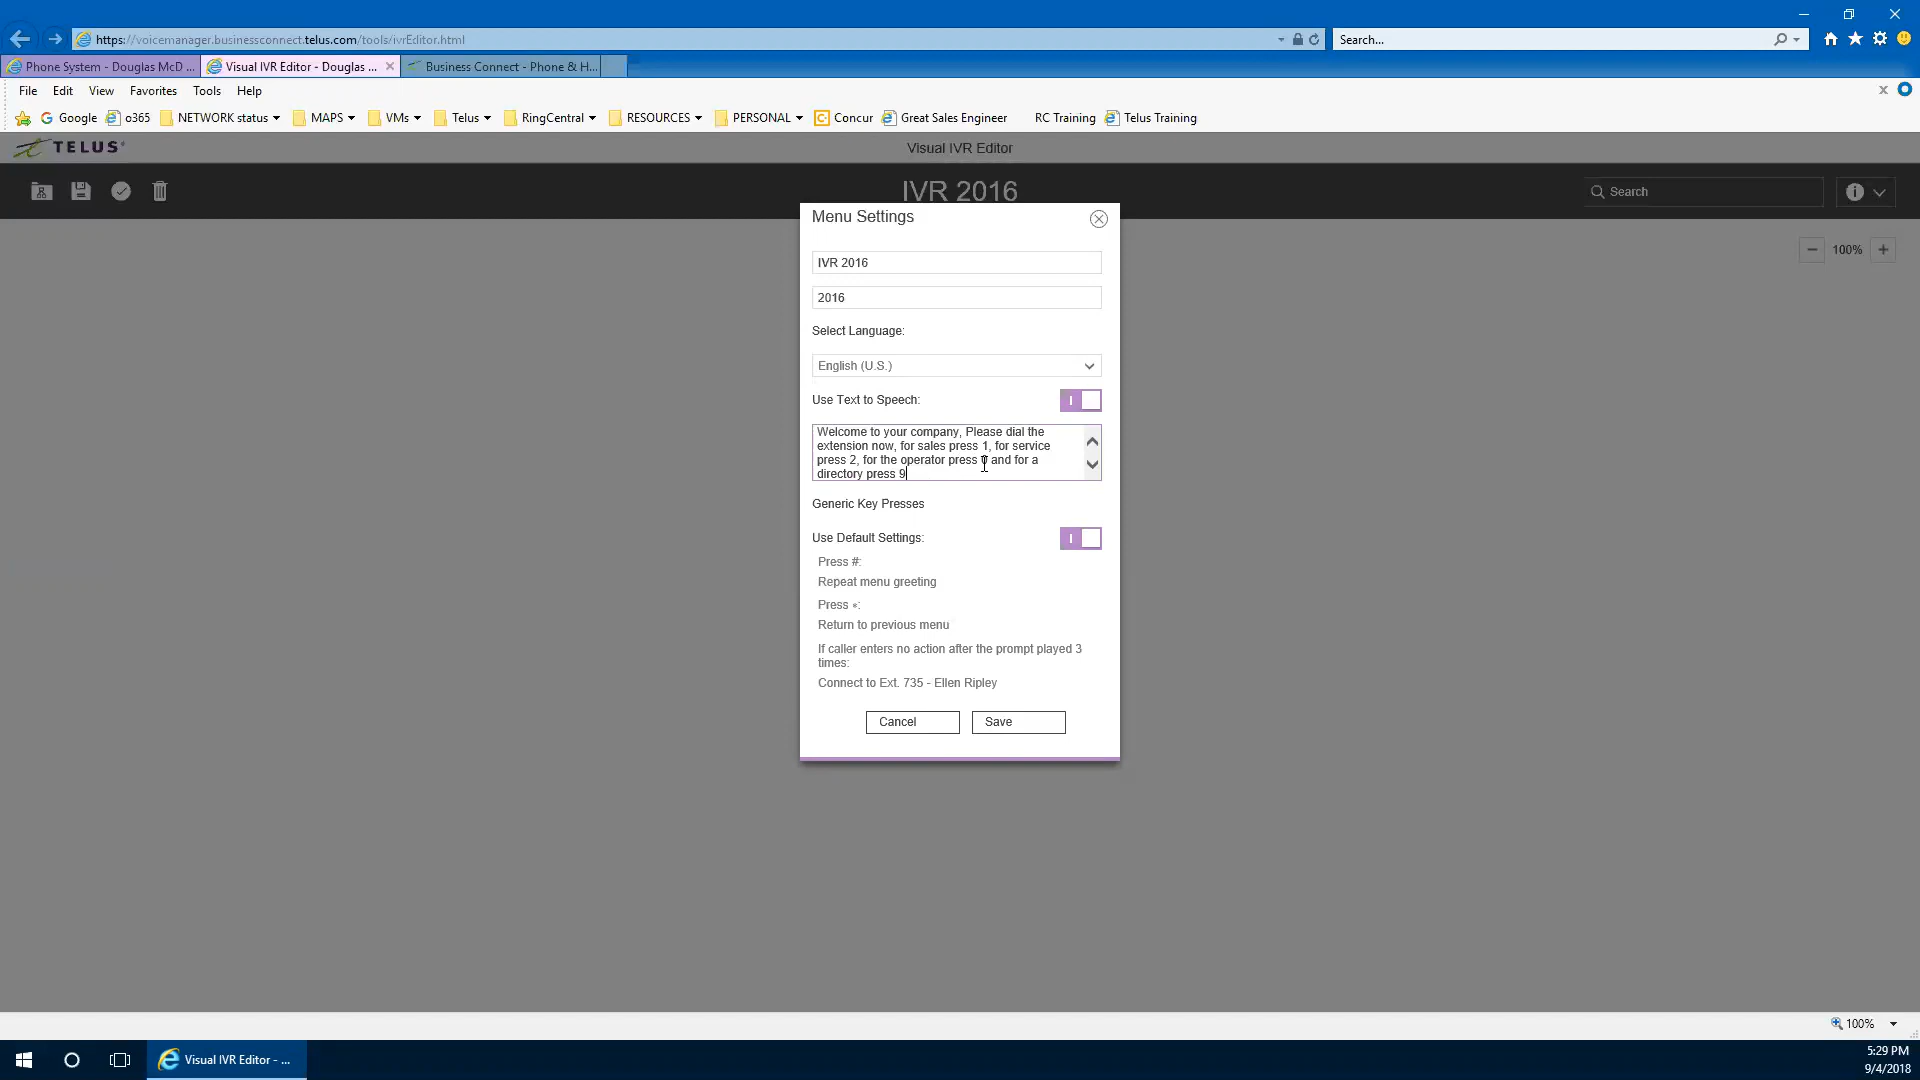 https://voicemanager.businessconnect.telus.com/tools/ivrEditor.html
Search...
Phone System - Douglas McD ...
Visual IVR Editor - Douglas ...
Business Connect - Phone & H...
File Edit View Favorites Tools Help
x
Google o365 NETWORK status MAPS VMs Telus RingCentral RESOURCES PERSONAL Concur Great Sales Engineer RC Training Telus Training
TELUS
Visual IVR Editor
IVR 2016
Search
100%
Menu Settings
IVR 2016
2016
Select Language:
English (U.S.)
Use Text to Speech:
Welcome to your company, Please dial the
extension now, for sales press 1, for service
press 2, for the operator press 0 and for a
directory press 9
Generic Key Presses
Use Default Settings:
Press #:
Repeat menu greeting
Press *:
Return to previous menu
If caller enters no action after the prompt played 3
times:
Connect to Ext. 735 - Ellen Ripley
Cancel
Save
100%
Visual IVR Editor - ...
5:29 PM
9/4/2018